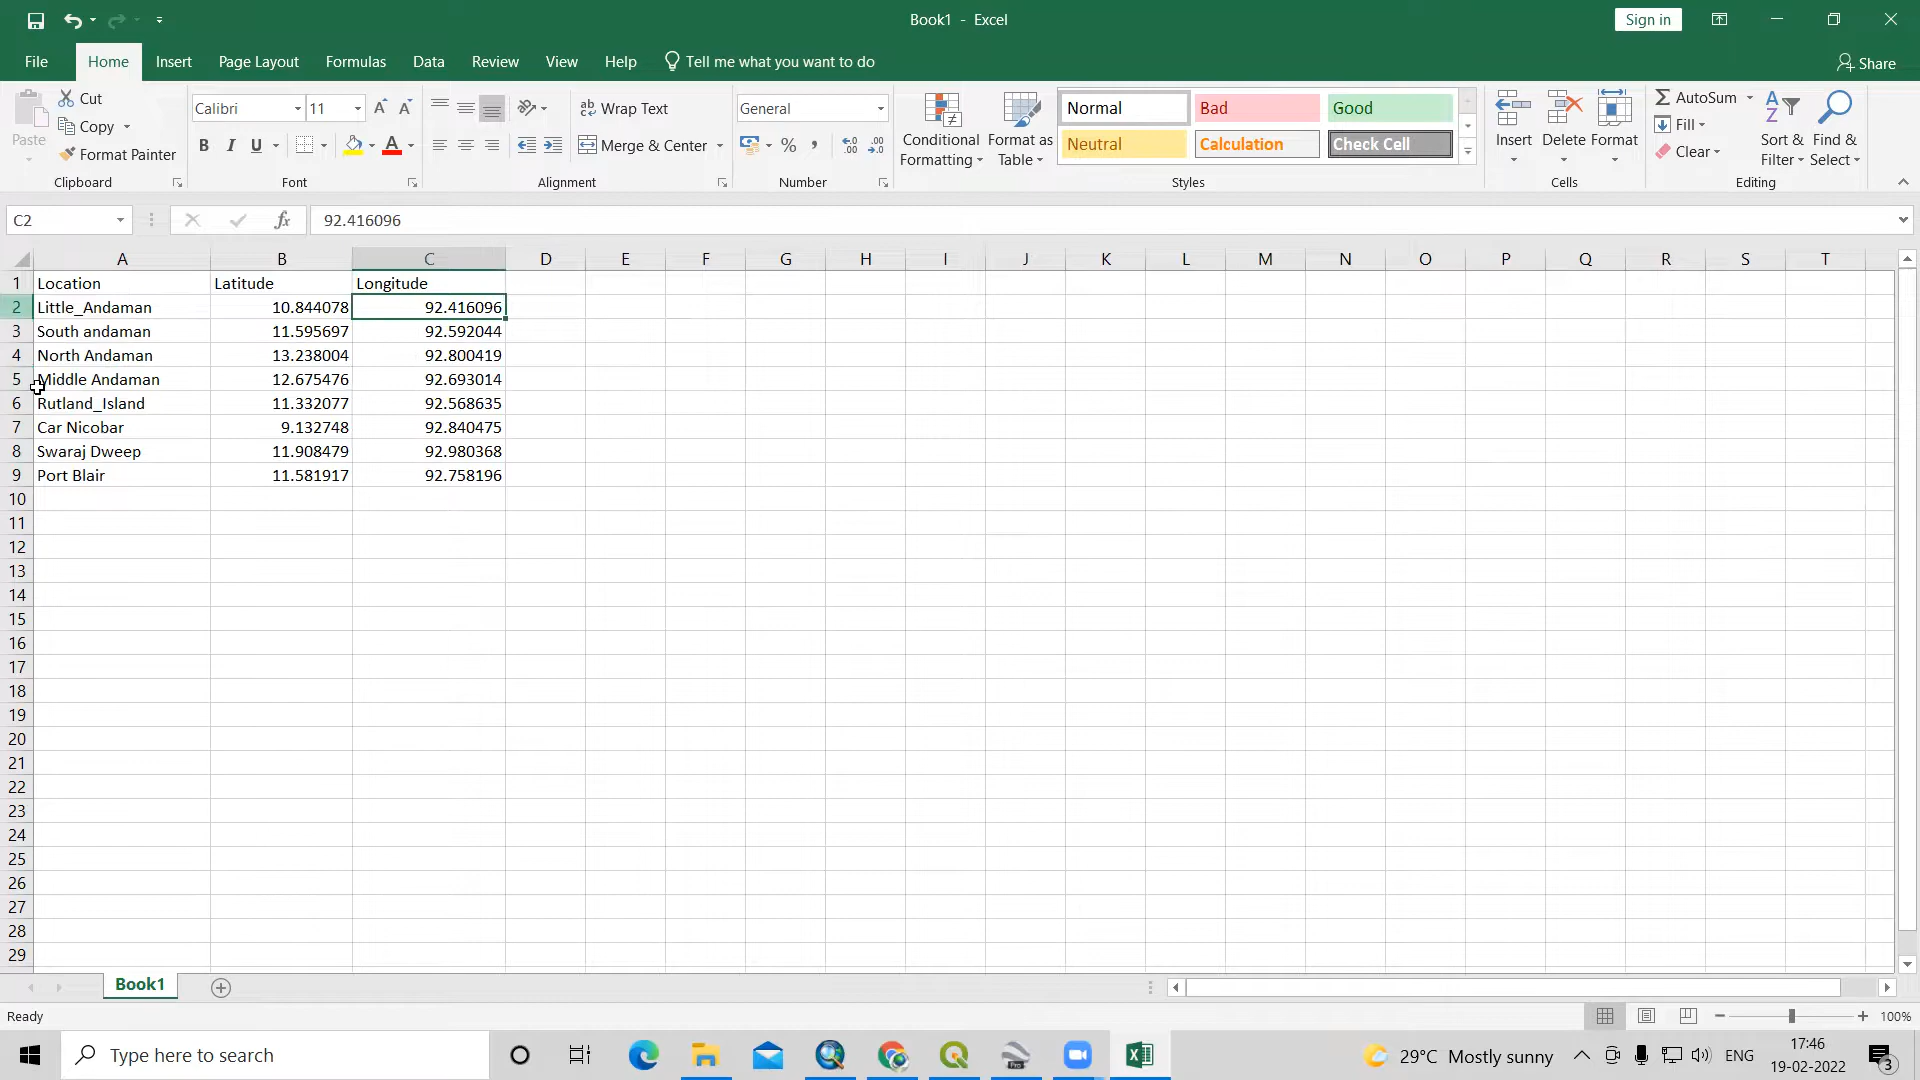 Book1 - Excel
Sign in
File Home Insert Page Layout Formulas Data Review View Help Tell me what you want to do
Share
Paste
Cut
Copy
Format Painter
Clipboard
Calibri 11
B I U
Font
Wrap Text
Merge & Center
Alignment
General
Number
Conditional Formatting
Format as Table
Normal Bad Good
Neutral Calculation Check Cell
Styles
Insert Delete Format
Cells
AutoSum
Fill
Clear
Sort & Filter
Find & Select
Editing
C2 fx 92.416096
A B C D E F G H I J K L M N O P Q R S T
1 Location Latitude Longitude
2 Little_Andaman 10.844078 92.416096
3 South andaman 11.595697 92.592044
4 North Andaman 13.238004 92.800419
5 Middle Andaman 12.675476 92.693014
6 Rutland_Island 11.332077 92.568635
7 Car Nicobar 9.132748 92.840475
8 Swaraj Dweep 11.908479 92.980368
9 Port Blair 11.581917 92.758196
10
11
12
13
14
15
16
17
18
19
20
21
22
23
24
25
26
27
28
29
Book1
Ready
100%
Type here to search
29°C Mostly sunny
ENG
17:46
19-02-2022
3